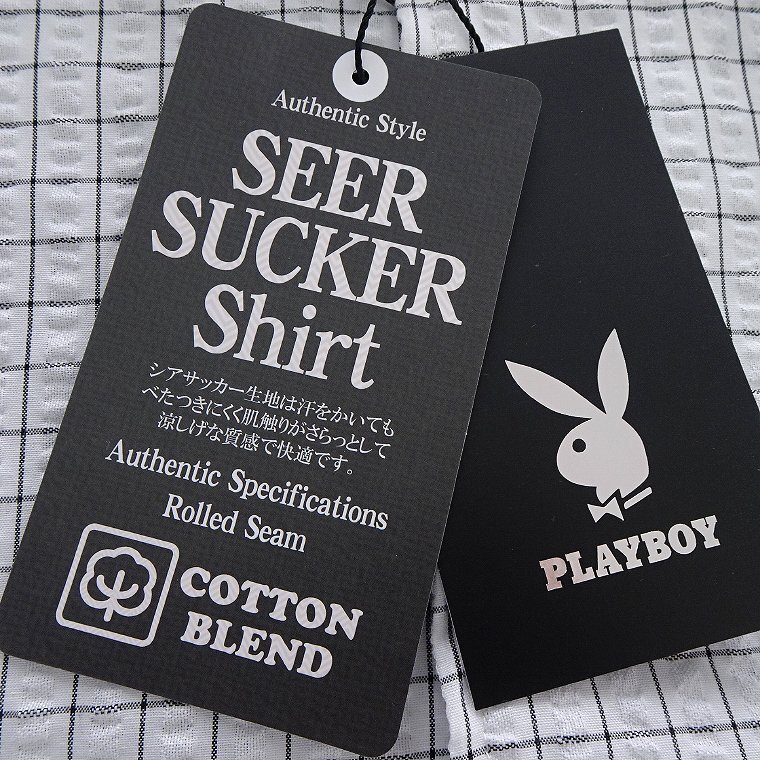 Authentic Style
SEER
SUCKER
Shirt
シアサッカー生地は汗をかいても
べたつきにくく肌触りがさらっとして
涼しげな質感で快適です。
Authentic Specifications
Rolled Seam
COTTON
BLEND
PLAYBOY